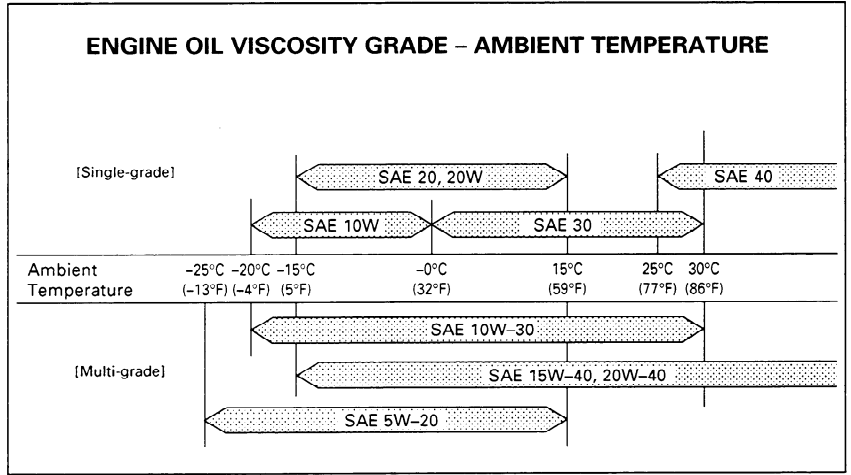 ENGINE OIL VISCOSITY GRADE – AMBIENT TEMPERATURE
[Single-grade]
SAE 20, 20W
SAE 40
SAE 10W
SAE 30
Ambient Temperature
–25°C –20°C –15°C –0°C 15°C 25°C 30°C
(–13°F) (–4°F) (5°F) (32°F) (59°F) (77°F) (86°F)
SAE 10W–30
[Multi-grade]
SAE 15W–40, 20W–40
SAE 5W–20